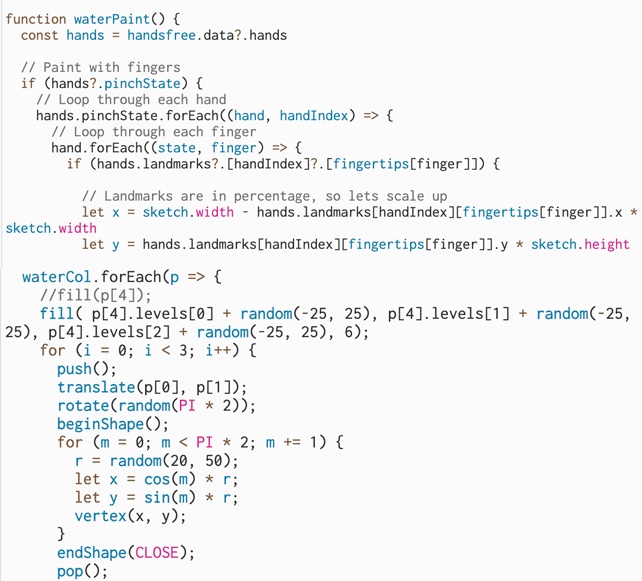 function waterPaint() {
const hands = handsfree.data?.hands
// Paint with fingers
if (hands?.pinchState) {
// Loop through each hand
hands.pinchState.forEach((hand, handIndex) => {
// Loop through each finger
hand.forEach((state, finger) => {
if (hands.landmarks?.[handIndex]?.[fingertips[finger]]) {
// Landmarks are in percentage, so lets scale up
let x = sketch.width - hands.landmarks[handIndex][fingertips[finger]].x *
sketch.width
let y = hands.landmarks[handIndex][fingertips[finger]].y * sketch.height
waterCol.forEach(p => {
//fill(p[4]);
fill( p[4].levels[0] + random(-25, 25), p[4].levels[1] + random(-25,
25), p[4].levels[2] + random(-25, 25), 6);
for (i = 0; i < 3; i++) {
push();
translate(p[0], p[1]);
rotate(random(PI * 2));
beginShape();
for (m = 0; m < PI * 2; m += 1) {
r = random(20, 50);
let x = cos(m) * r;
let y = sin(m) * r;
vertex(x, y);
}
endShape(CLOSE);
pop();